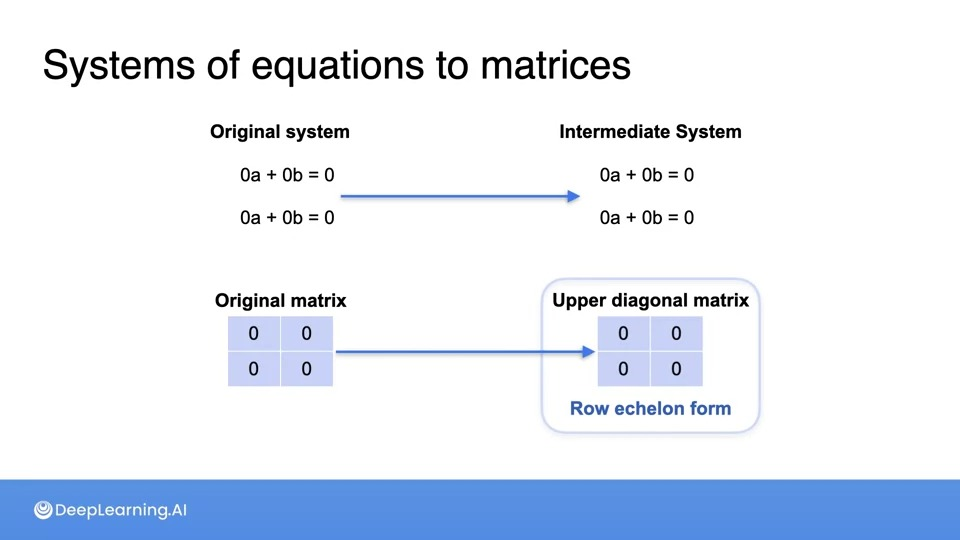 Systems of equations to matrices
Original system
Intermediate System
0a + 0b = 0
0a + 0b = 0
0a + 0b = 0
0a + 0b = 0
Original matrix
Upper diagonal matrix
0 0
0 0
0 0
0 0
Row echelon form
DeepLearning.AI